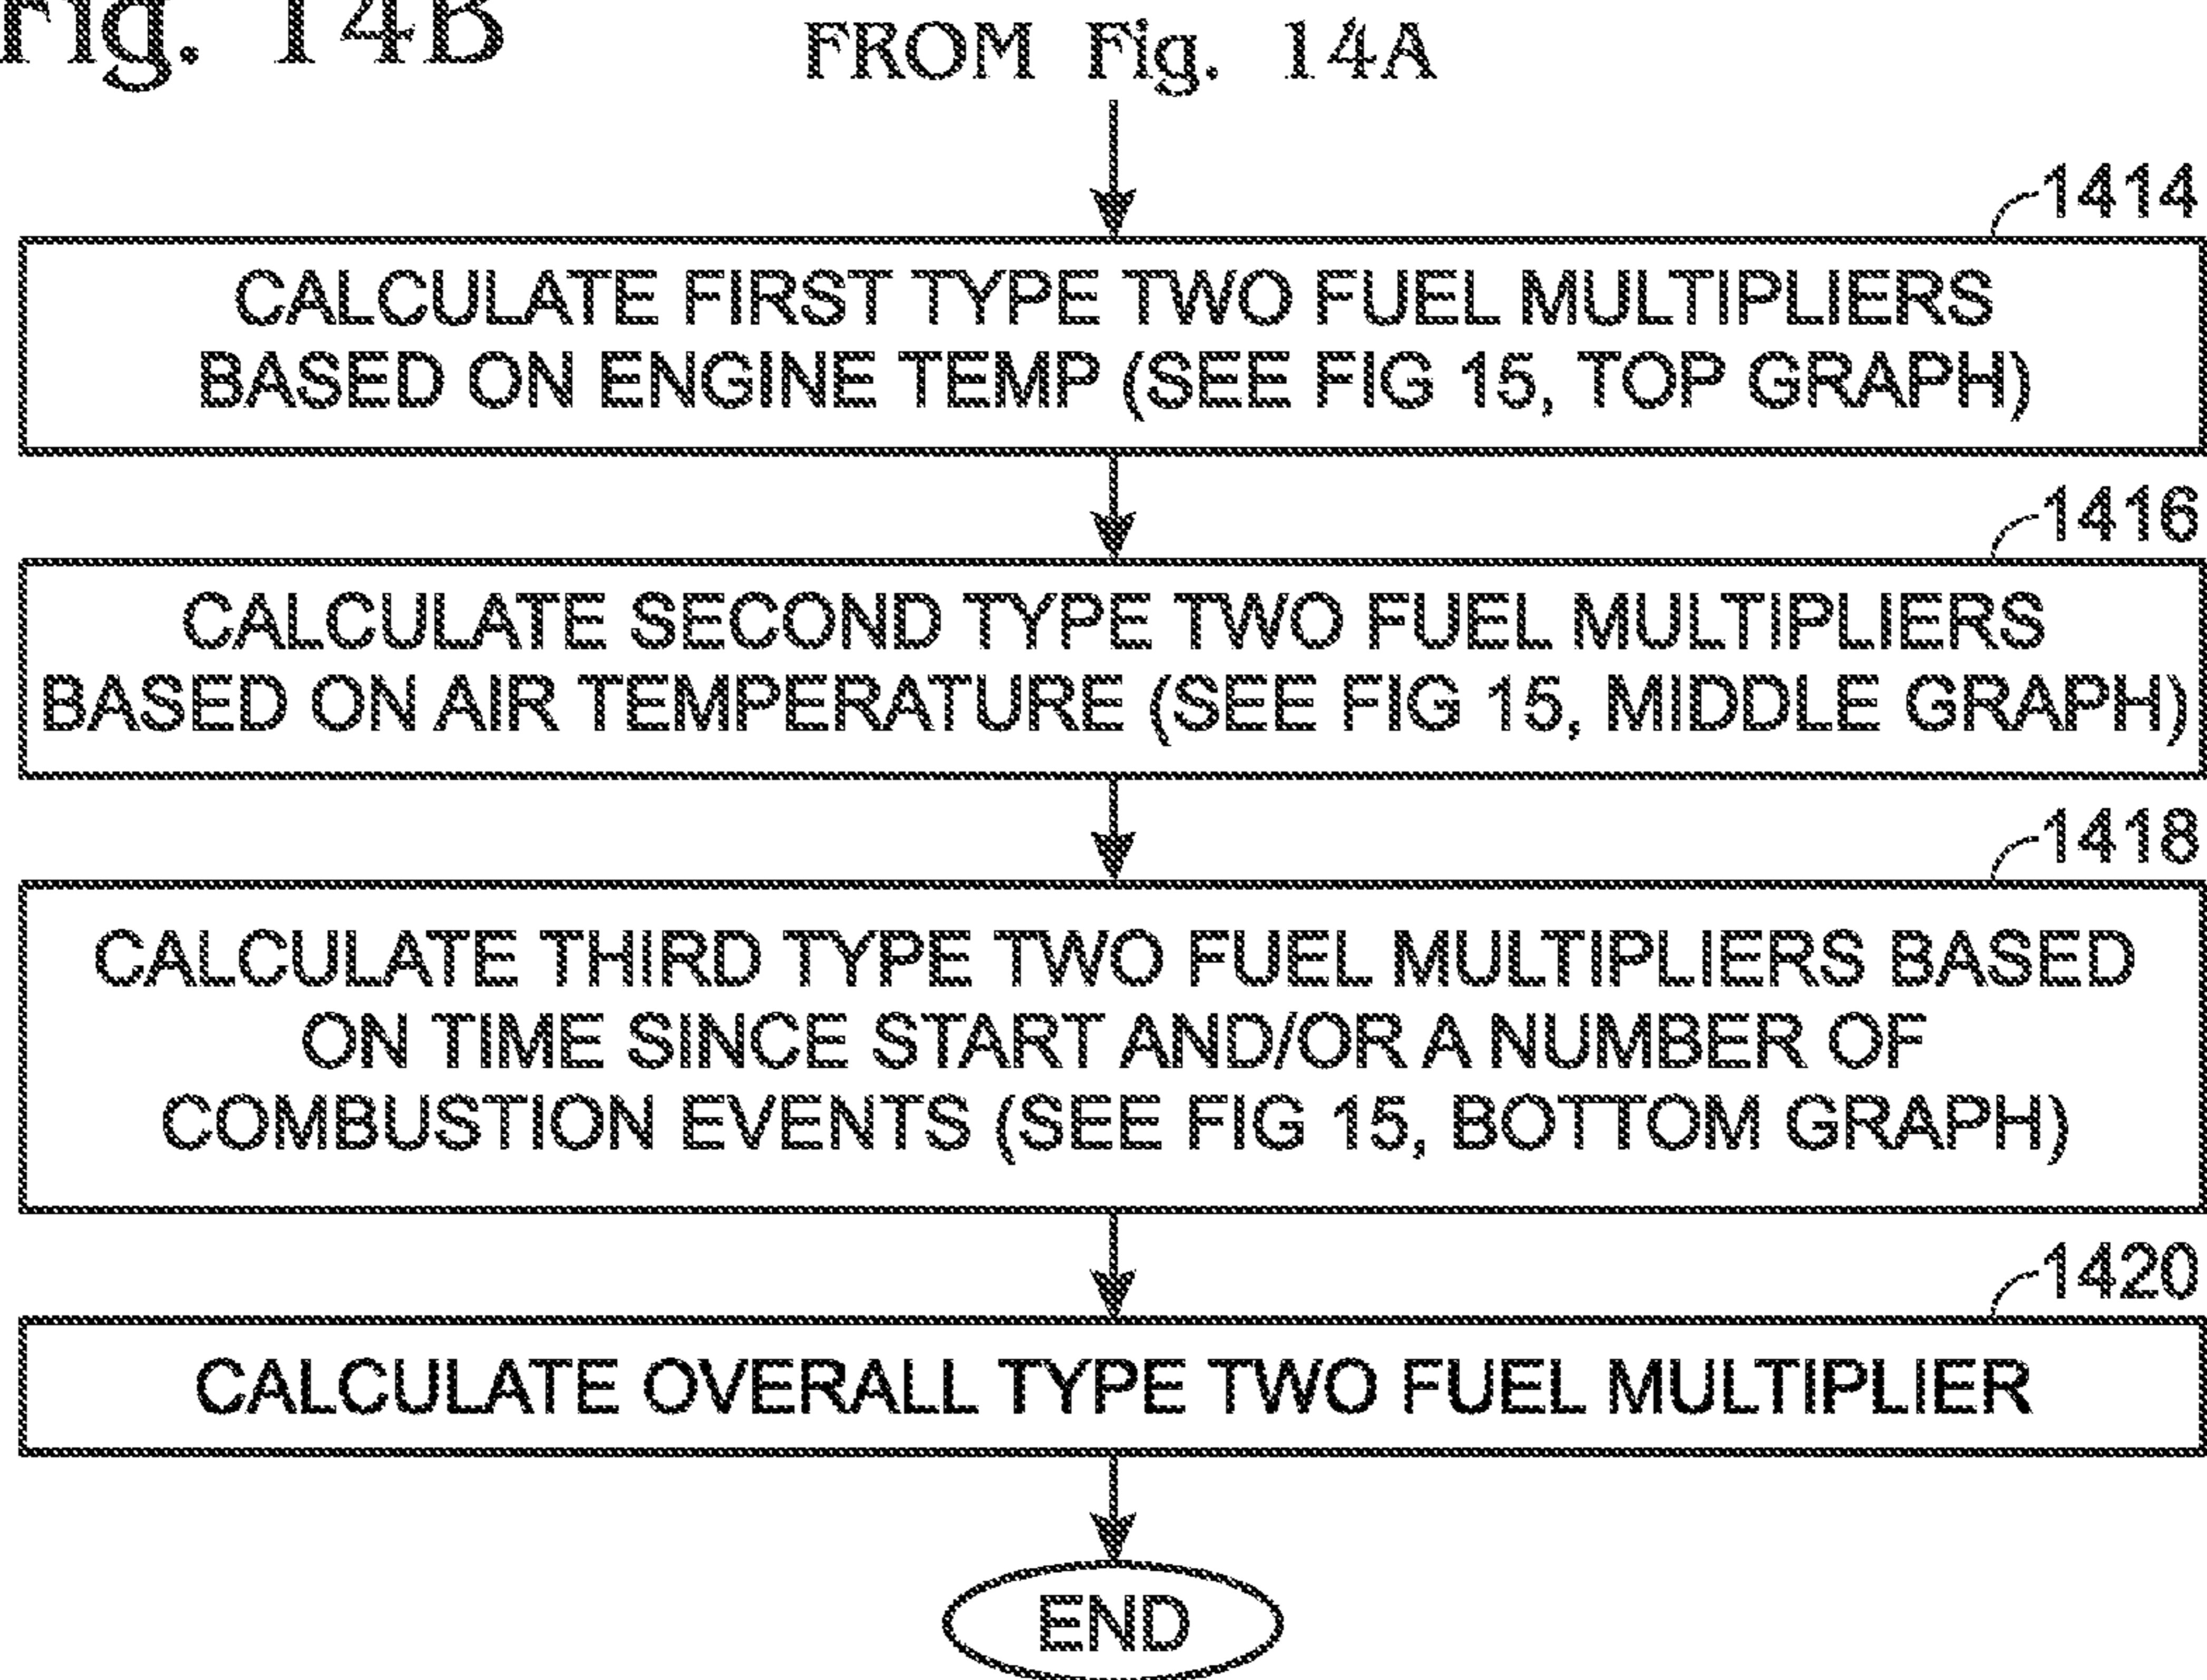 Fig. 14B
FROM Fig. 14A
1414
CALCULATE FIRST TYPE TWO FUEL MULTIPLIERS
BASED ON ENGINE TEMP (SEE FIG 15, TOP GRAPH)
1416
CALCULATE SECOND TYPE TWO FUEL MULTIPLIERS
BASED ON AIR TEMPERATURE (SEE FIG 15, MIDDLE GRAPH)
1418
CALCULATE THIRD TYPE TWO FUEL MULTIPLIERS BASED
ON TIME SINCE START AND/OR A NUMBER OF
COMBUSTION EVENTS (SEE FIG 15, BOTTOM GRAPH)
1420
CALCULATE OVERALL TYPE TWO FUEL MULTIPLIER
END